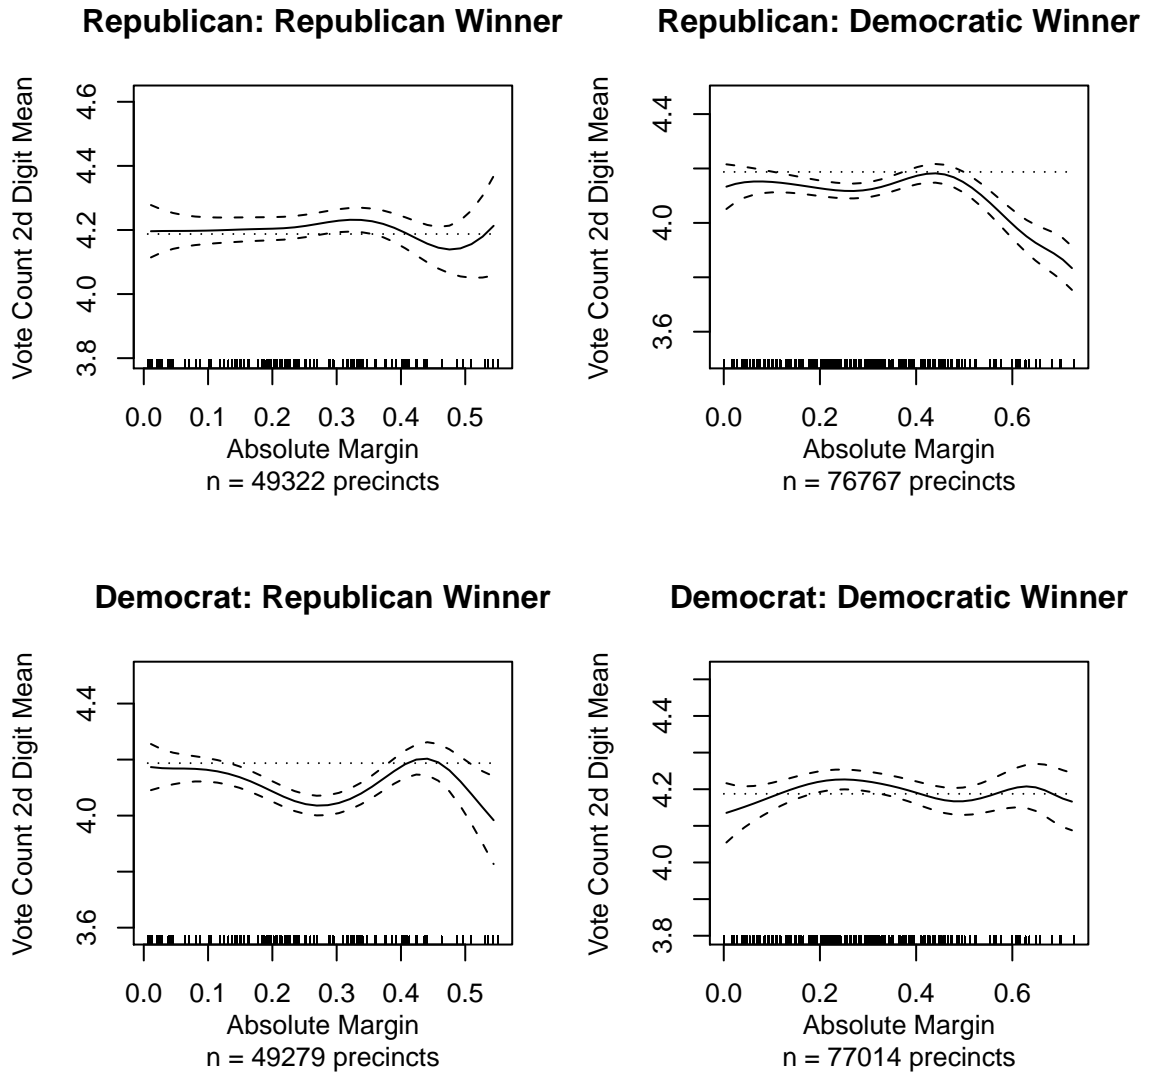 Republican: Republican Winner
Vote Count 2d Digit Mean
4.6
4.4
4.2
4.0
3.8
0.0 0.1 0.2 0.3 0.4 0.5
Absolute Margin
n = 49322 precincts
Republican: Democratic Winner
Vote Count 2d Digit Mean
4.4
4.0
3.6
0.0 0.2 0.4 0.6
Absolute Margin
n = 76767 precincts
Democrat: Republican Winner
Vote Count 2d Digit Mean
4.4
4.0
3.6
0.0 0.1 0.2 0.3 0.4 0.5
Absolute Margin
n = 49279 precincts
Democrat: Democratic Winner
Vote Count 2d Digit Mean
4.4
4.2
4.0
3.8
0.0 0.2 0.4 0.6
Absolute Margin
n = 77014 precincts